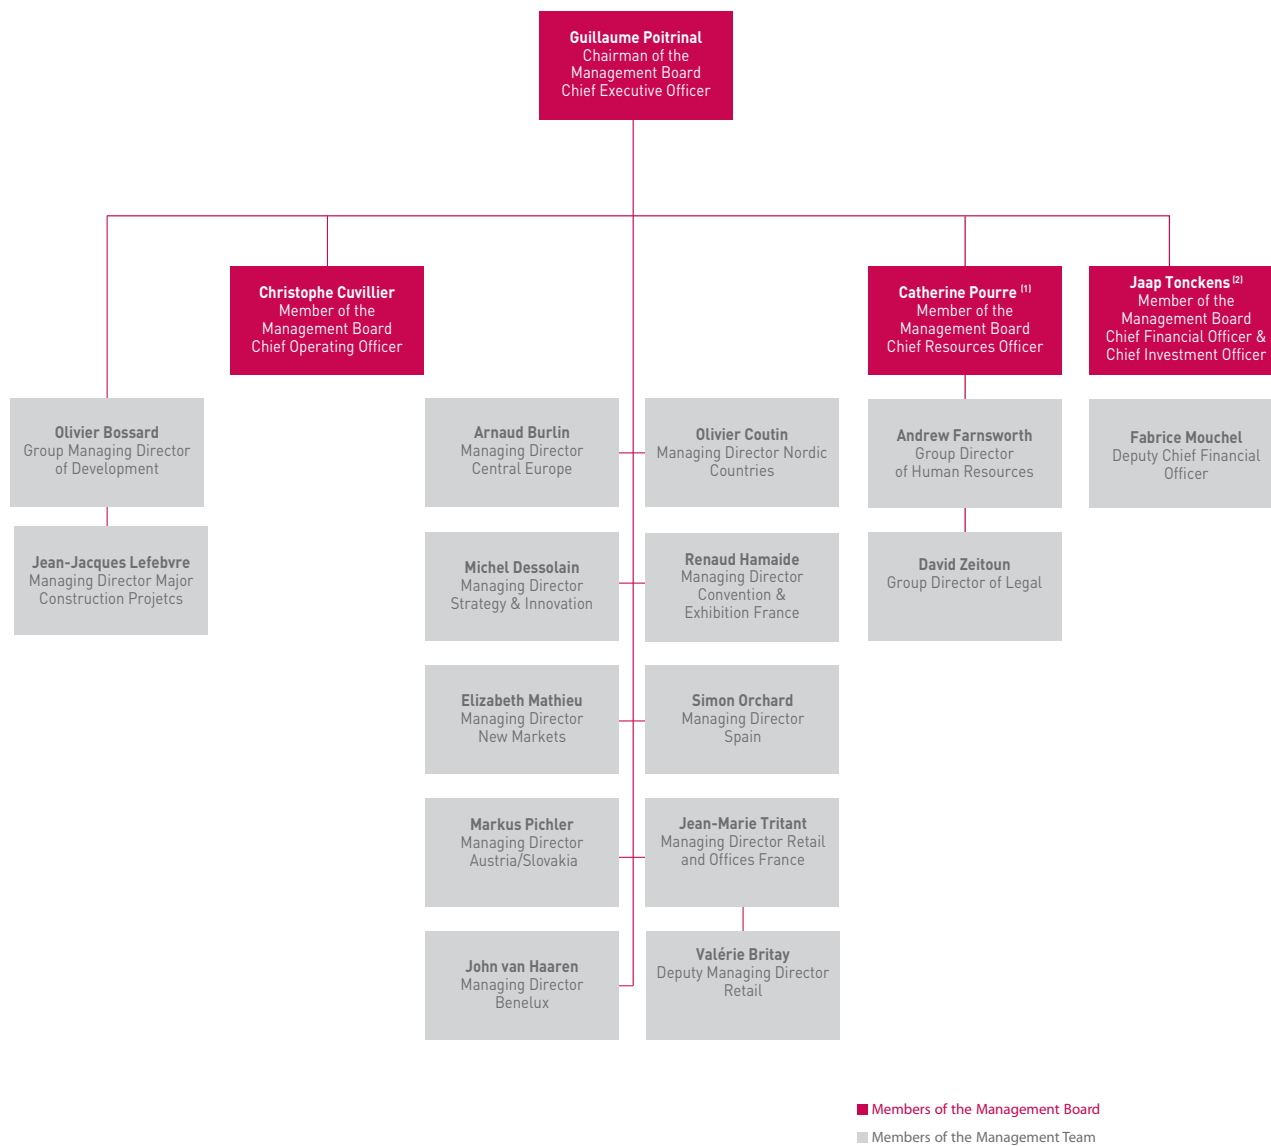 Guillaume Poitrinal
Chairman of the
Management Board
Chief Executive Officer
Christophe Cuvillier
Member of the
Management Board
Chief Operating Officer
Catherine Pourre (1)
Member of the
Management Board
Chief Resources Officer
Jaap Tonckens (2)
Member of the
Management Board
Chief Financial Officer &
Chief Investment Officer
Olivier Bossard
Group Managing Director
of Development
Arnaud Burlin
Managing Director
Central Europe
Olivier Coutin
Managing Director Nordic
Countries
Andrew Farnsworth
Group Director
of Human Resources
Fabrice Mouchel
Deputy Chief Financial
Officer
Jean-Jacques Lefebvre
Managing Director Major
Construction Projetcs
Michel Dessolain
Managing Director
Strategy & Innovation
Renaud Hamaide
Managing Director
Convention &
Exhibition France
David Zeitoun
Group Director of Legal
Elizabeth Mathieu
Managing Director
New Markets
Simon Orchard
Managing Director
Spain
Markus Pichler
Managing Director
Austria/Slovakia
Jean-Marie Tritant
Managing Director Retail
and Offices France
John van Haaren
Managing Director
Benelux
Valérie Britay
Deputy Managing Director
Retail
Members of the Management Board
Members of the Management Team